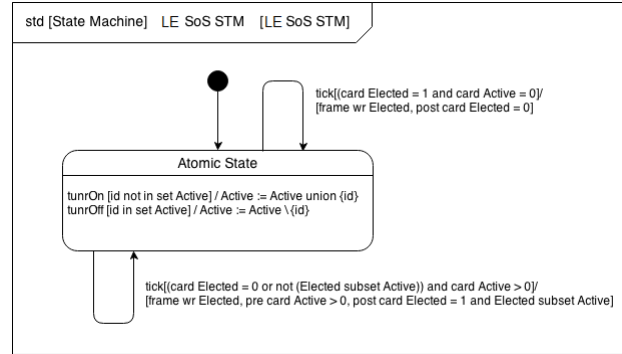 std [State Machine] LE SoS STM [LE SoS STM]
tick[(card Elected = 1 and card Active = 0]/
[frame wr Elected, post card Elected = 0]
Atomic State
tunrOn [id not in set Active] / Active := Active union {id}
tunrOff [id in set Active] / Active := Active \ {id}
tick[(card Elected = 0 or not (Elected subset Active)) and card Active > 0]/
[frame wr Elected, pre card Active > 0, post card Elected = 1 and Elected subset Active]